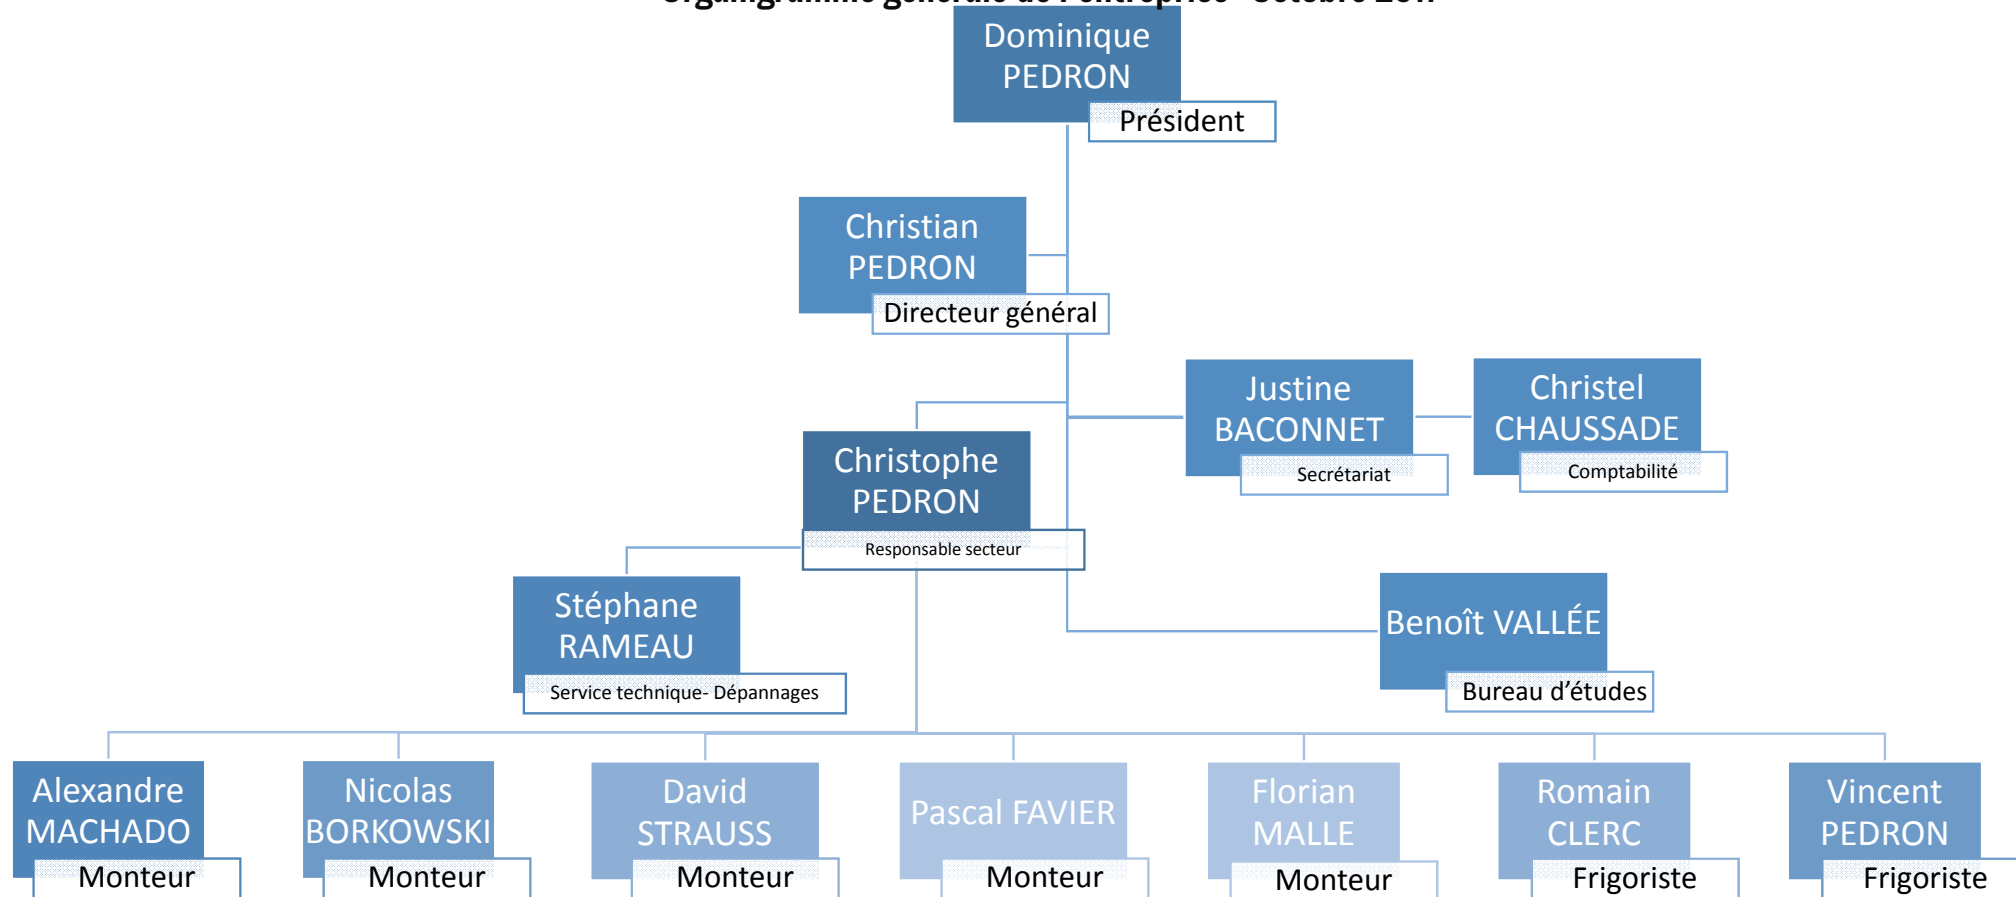 Dominique
PEDRON
Président
Christian
PEDRON
Directeur général
Justine
BACONNET
Secrétariat
Christel
CHAUSSADE
Comptabilité
Christophe
PEDRON
Responsable secteur
Stéphane
RAMEAU
Service technique- Dépannages
Benoît VALLÉE
Bureau d’études
Alexandre
MACHADO
Monteur
Nicolas
BORKOWSKI
Monteur
David
STRAUSS
Monteur
Pascal FAVIER
Monteur
Florian
MALLE
Monteur
Romain
CLERC
Frigoriste
Vincent
PEDRON
Frigoriste